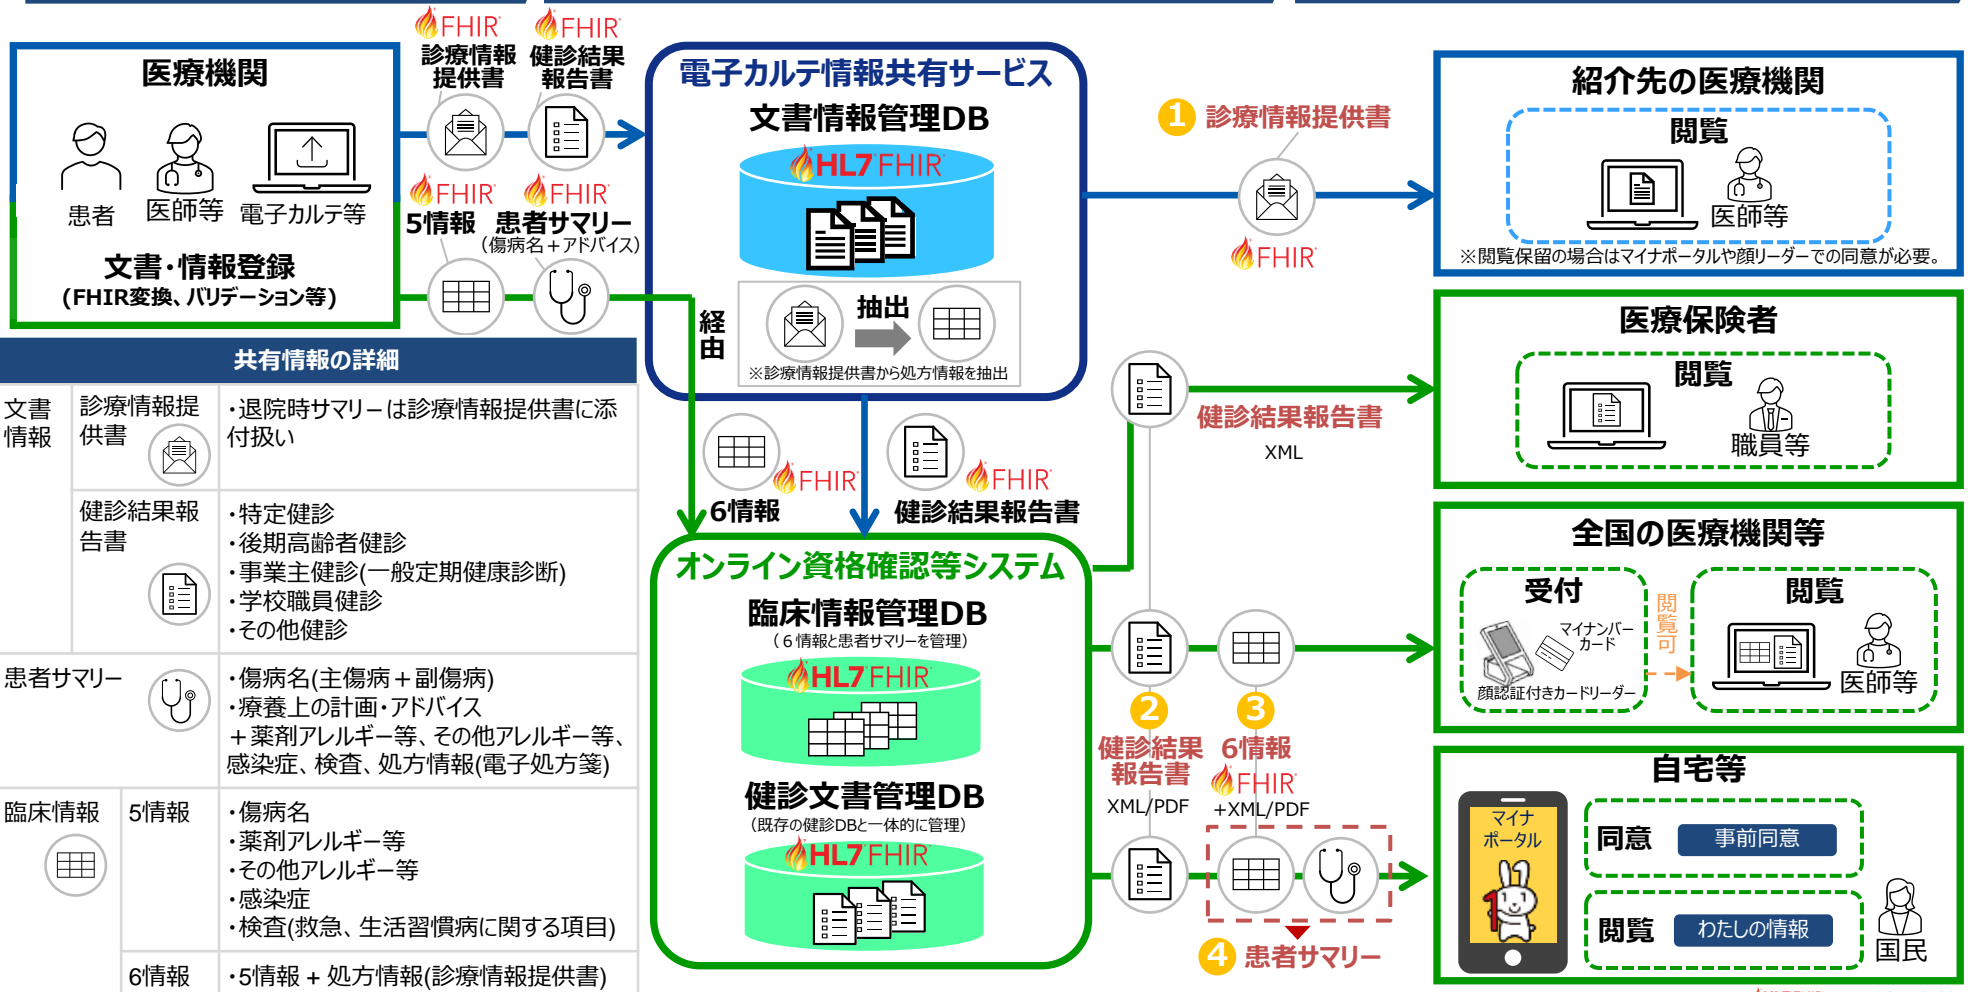 医療機関
患者
医師等
電子カルテ等
文書・情報登録
(FHIR変換、バリデーション等)
FHIR
診療情報
提供書
FHIR
健診結果
報告書
FHIR
5情報
FHIR
患者サマリー
（傷病名＋アドバイス）
電子カルテ情報共有サービス
文書情報管理DB
HL7 FHIR
抽出
※診療情報提供書から処方情報を抽出
経由
6情報
FHIR
健診結果報告書
FHIR
オンライン資格確認等システム
臨床情報管理DB
（６情報と患者サマリーを管理）
HL7 FHIR
健診文書管理DB
（既存の健診DBと一体的に管理）
HL7 FHIR
1 診療情報提供書
FHIR
健診結果報告書
XML
2
健診結果
報告書
XML/PDF
3
6情報
FHIR
+XML/PDF
4 患者サマリー
紹介先の医療機関
閲覧
医師等
※閲覧保留の場合はマイナポータルや顔リーダーでの同意が必要。
医療保険者
閲覧
職員等
全国の医療機関等
受付
マイナンバー
カード
顔認証付きカードリーダー
閲覧可
閲覧
医師等
自宅等
マイナ
ポータル
1
同意 事前同意
閲覧 わたしの情報
国民
共有情報の詳細
文書
情報
診療情報提
供書
・退院時サマリーは診療情報提供書に添
付扱い
健診結果報
告書
・特定健診
・後期高齢者健診
・事業主健診(一般定期健康診断)
・学校職員健診
・その他健診
患者サマリー
・傷病名(主傷病＋副傷病)
・療養上の計画・アドバイス
＋薬剤アレルギー等、その他アレルギー等、
感染症、検査、処方情報(電子処方箋)
臨床情報
5情報
・傷病名
・薬剤アレルギー等
・その他アレルギー等
・感染症
・検査(救急、生活習慣病に関する項目)
6情報
・5情報 + 処方情報(診療情報提供書)